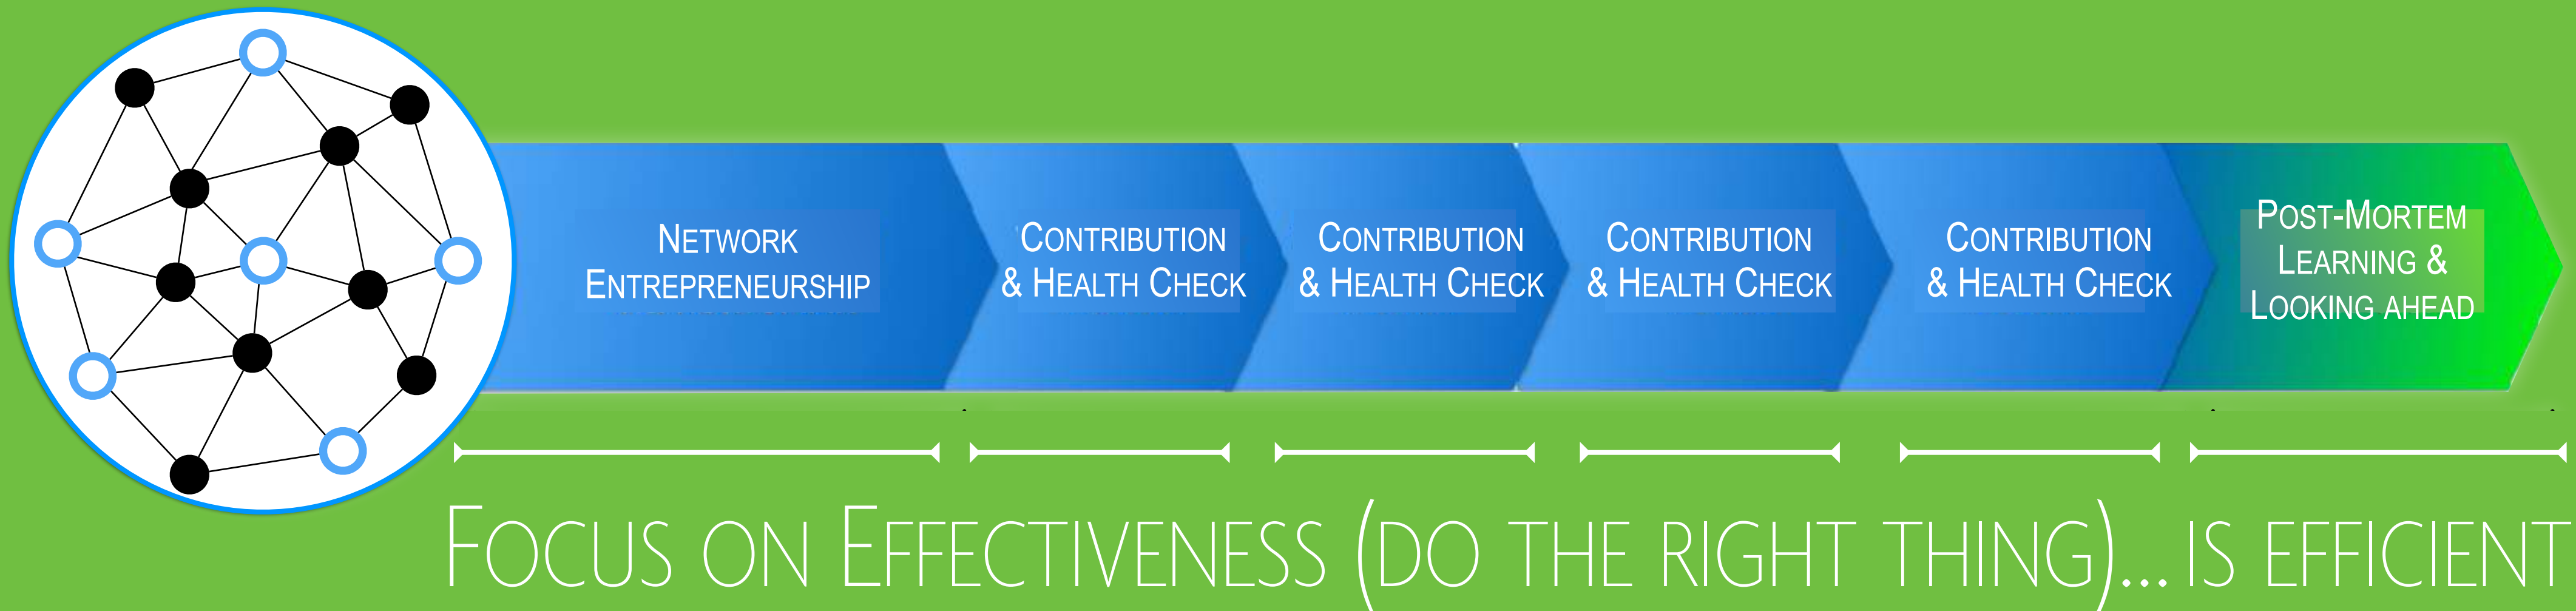 Network
Entrepreneurship
Contribution
& Health Check
Contribution
& Health Check
Contribution
& Health Check
Contribution
& Health Check
Post-Mortem
Learning &
Looking ahead
Focus on Effectiveness (do the right thing)... is efficient